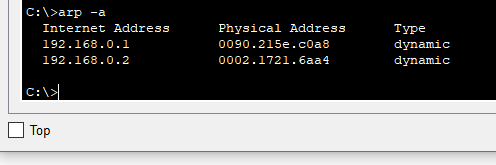 C:\>arp -a
Internet Address Physical Address Type
192.168.0.1 0090.215e.c0a8 dynamic
192.168.0.2 0002.1721.6aa4 dynamic
C:\>
Top